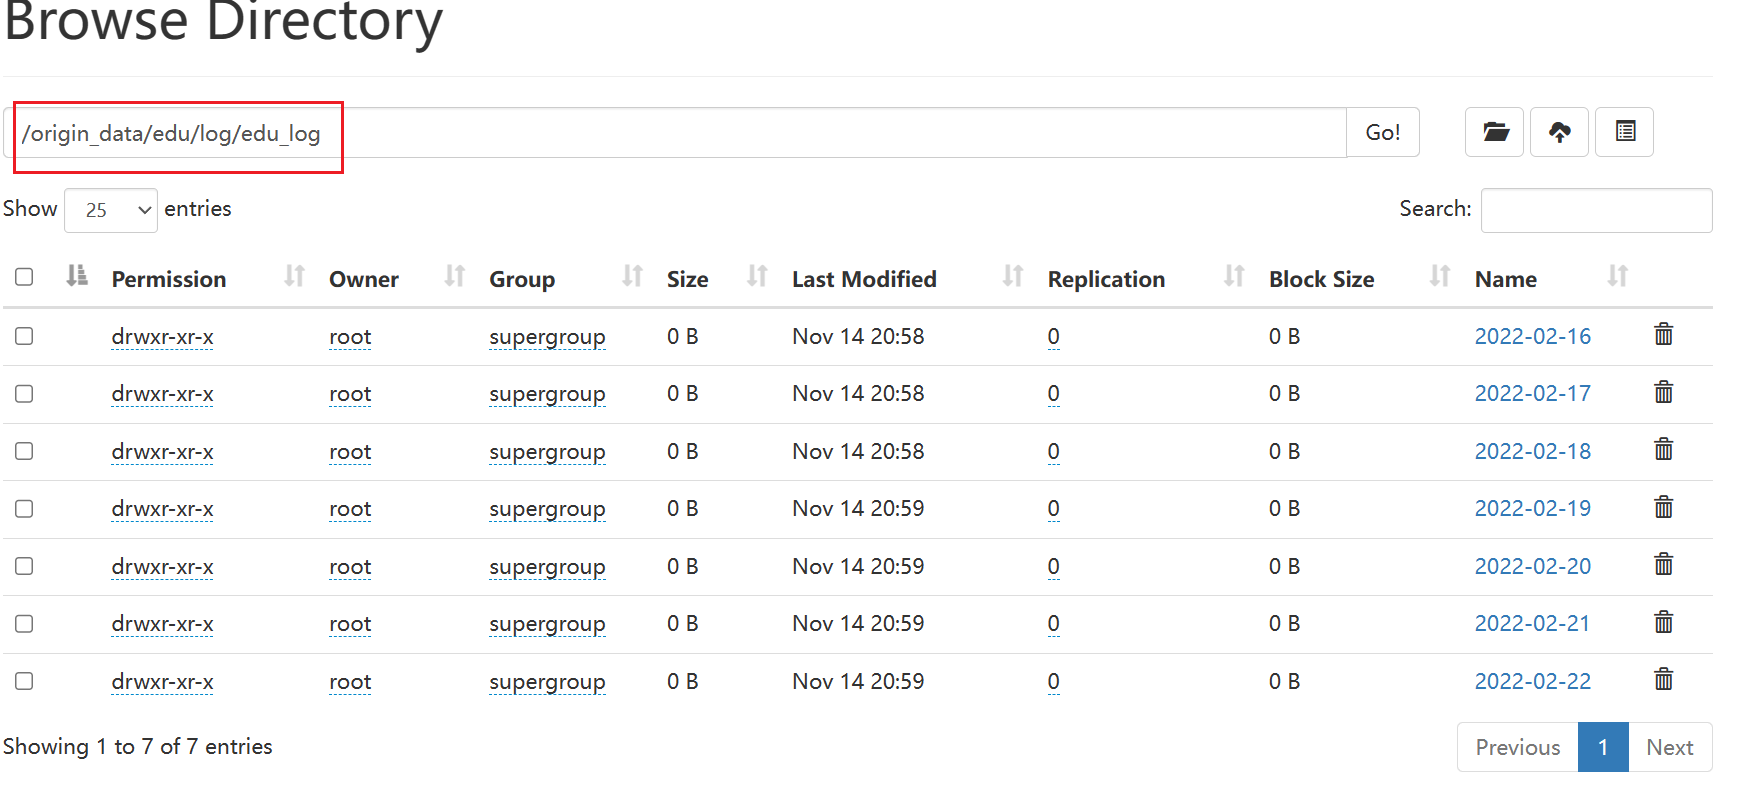 Browse Directory
/origin_data/edu/log/edu_log Go!
Show 25 entries Search:
Permission Owner Group Size Last Modified Replication Block Size Name
drwxr-xr-x root supergroup 0 B Nov 14 20:58 0 0 B 2022-02-16
drwxr-xr-x root supergroup 0 B Nov 14 20:58 0 0 B 2022-02-17
drwxr-xr-x root supergroup 0 B Nov 14 20:58 0 0 B 2022-02-18
drwxr-xr-x root supergroup 0 B Nov 14 20:59 0 0 B 2022-02-19
drwxr-xr-x root supergroup 0 B Nov 14 20:59 0 0 B 2022-02-20
drwxr-xr-x root supergroup 0 B Nov 14 20:59 0 0 B 2022-02-21
drwxr-xr-x root supergroup 0 B Nov 14 20:59 0 0 B 2022-02-22
Showing 1 to 7 of 7 entries Previous 1 Next